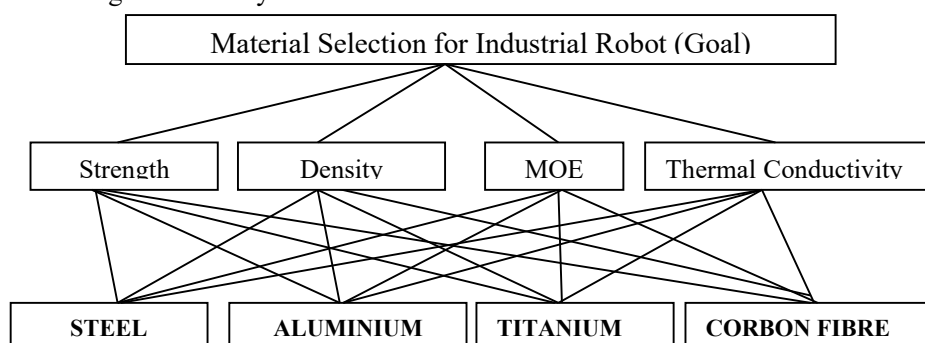 Material Selection for Industrial Robot (Goal)
Strength Density MOE Thermal Conductivity
STEEL ALUMINIUM TITANIUM CORBON FIBRE